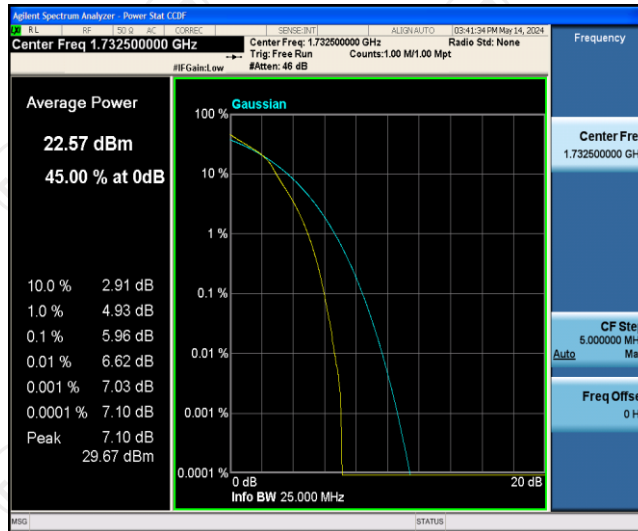 Agilent Spectrum Analyzer - Power Stat CCDF
RL RF 50 Ω AC CORREC SENSE:INT ALIGN AUTO 03:41:34 PM May 14, 2024
Center Freq 1.732500000 GHz
Center Freq: 1.732500000 GHz Radio Std: None
Trig: Free Run Counts:1.00 M/1.00 Mpt
#IFGain:Low #Atten: 46 dB
Frequency
Average Power
22.57 dBm
45.00 % at 0dB
10.0 % 2.91 dB
1.0 % 4.93 dB
0.1 % 5.96 dB
0.01 % 6.62 dB
0.001 % 7.03 dB
0.0001 % 7.10 dB
Peak 7.10 dB
29.67 dBm
Gaussian
100 %
10 %
1 %
0.1 %
0.01 %
0.001 %
0.0001 %
0 dB 20 dB
Info BW 25.000 MHz
Center Fre
1.732500000 GH
CF Ste
5.000000 MH
Auto Ma
Freq Offse
0 H
MSG STATUS